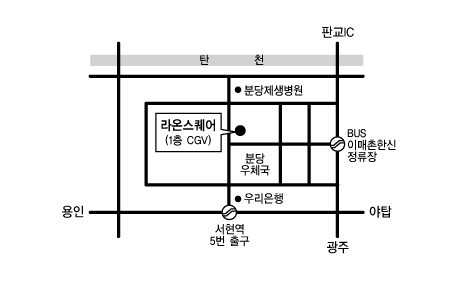 판교IC
탄 천
분당제생병원
라온스퀘어
(1층 CGV)
BUS
이매촌한신
정류장
분당
우체국
우리은행
용인
야탑
서현역
5번 출구
광주